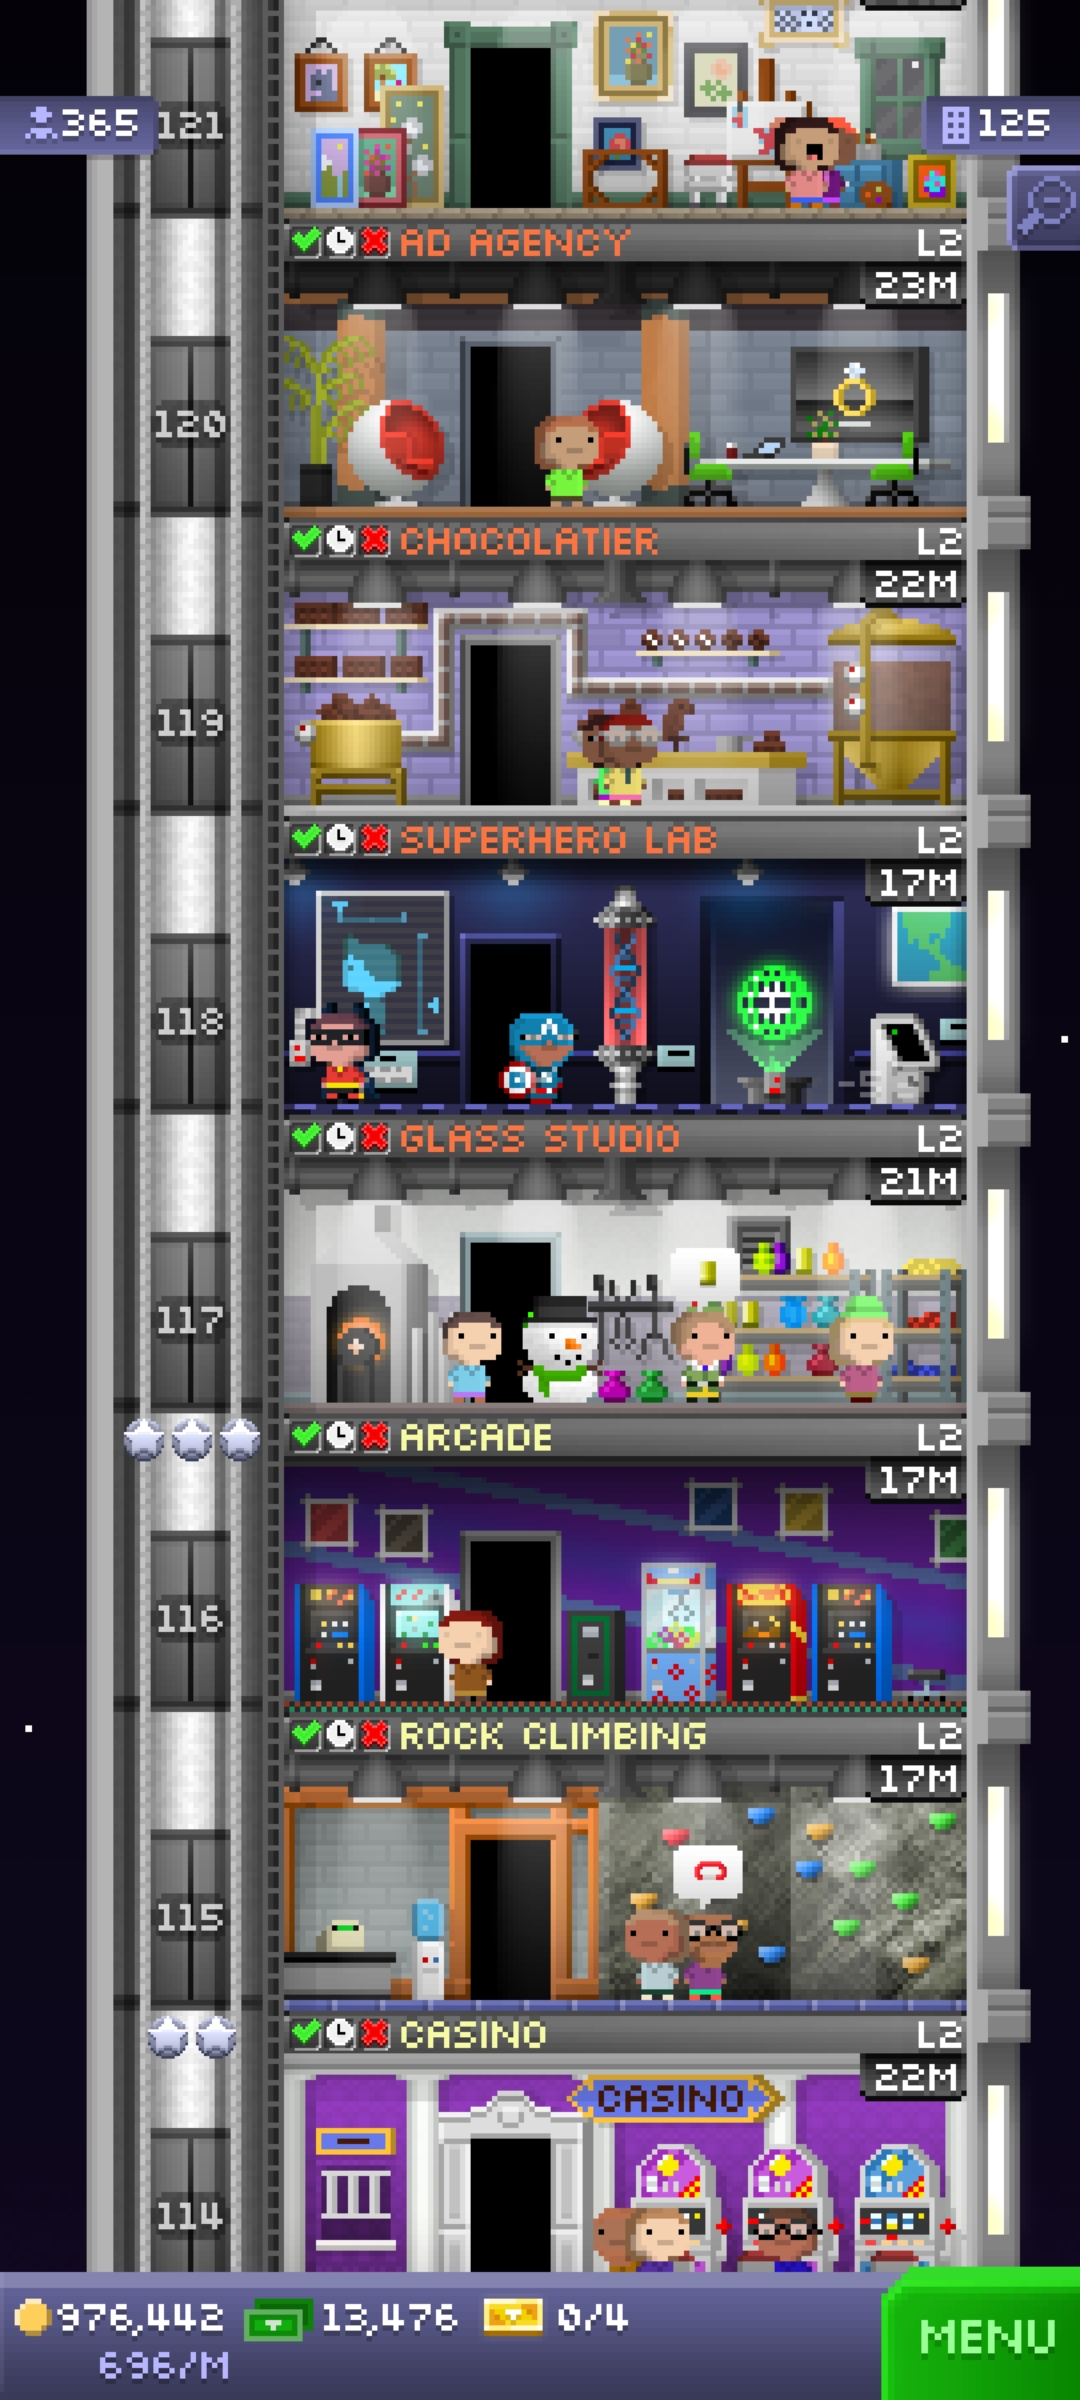 365
121
125
AD AGENCY L2
23M
120
CHOCOLATIER L2
22M
119
SUPERHERO LAB L2
17M
118
GLASS STUDIO L2
21M
117
ARCADE L2
17M
116
ROCK CLIMBING L2
17M
115
CASINO L2
22M
CASINO
114
976,442 13,476 0/4
696/M
MENU